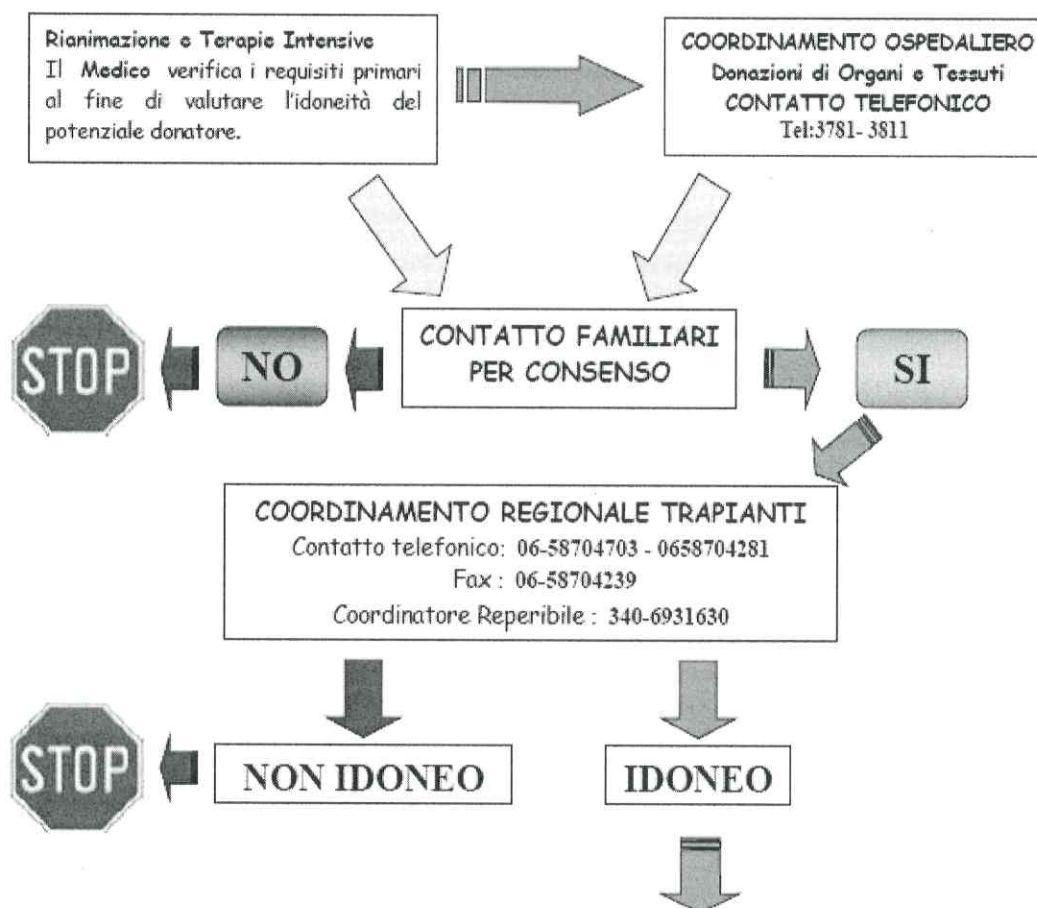 Rianimazione e Terapie Intensive
Il Medico verifica i requisiti primari
al fine di valutare l'idoneità del
potenziale donatore.
COORDINAMENTO OSPEDALIERO
Donazioni di Organi e Tessuti
CONTATTO TELEFONICO
Tel:3781- 3811
CONTATTO FAMILIARI
PER CONSENSO
STOP
NO
SI
COORDINAMENTO REGIONALE TRAPIANTI
Contatto telefonico: 06-58704703 - 0658704281
Fax : 06-58704239
Coordinatore Reperibile : 340-6931630
STOP
NON IDONEO
IDONEO